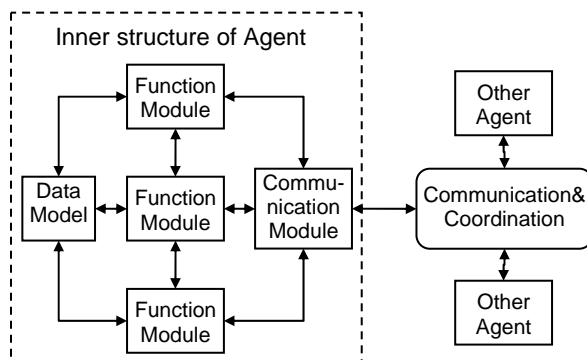 Inner structure of Agent
Function
Module
Data
Model
Function
Module
Commu-
nication
Module
Function
Module
Other
Agent
Communication&
Coordination
Other
Agent